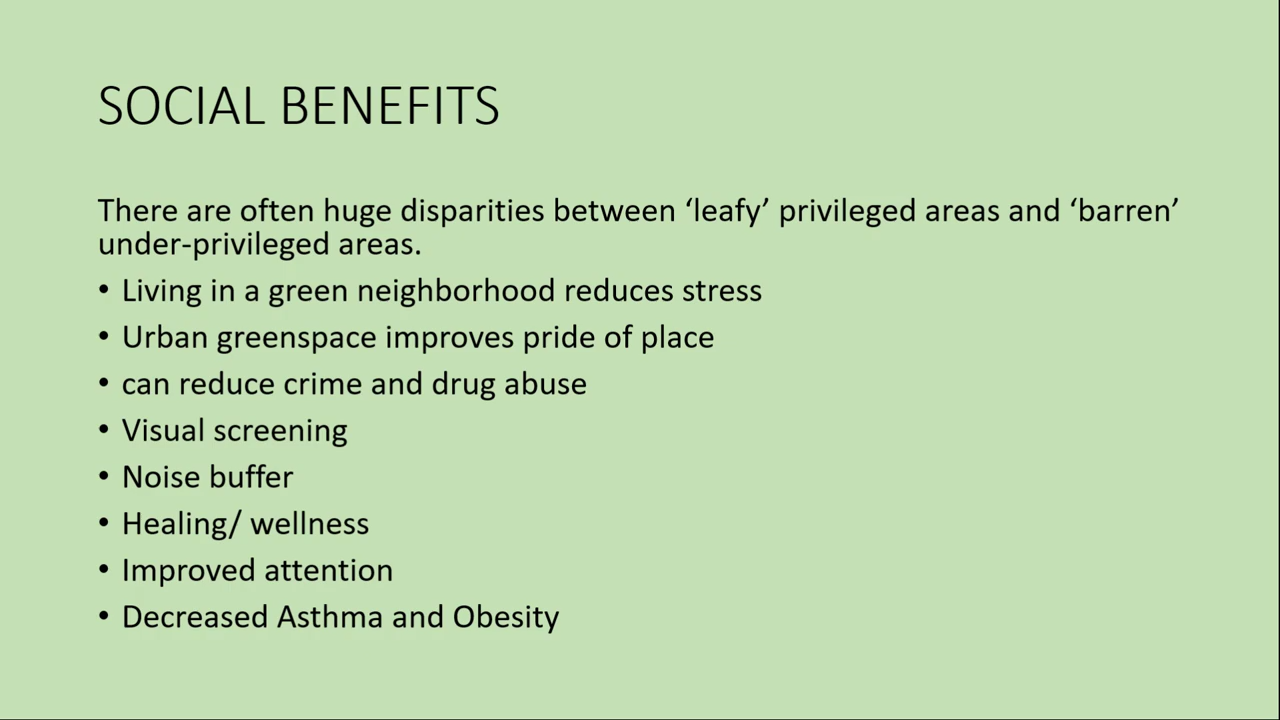 SOCIAL BENEFITS
There are often huge disparities between ‘leafy’ privileged areas and ‘barren’
under-privileged areas.
• Living in a green neighborhood reduces stress
• Urban greenspace improves pride of place
• can reduce crime and drug abuse
• Visual screening
• Noise buffer
• Healing/ wellness
• Improved attention
• Decreased Asthma and Obesity